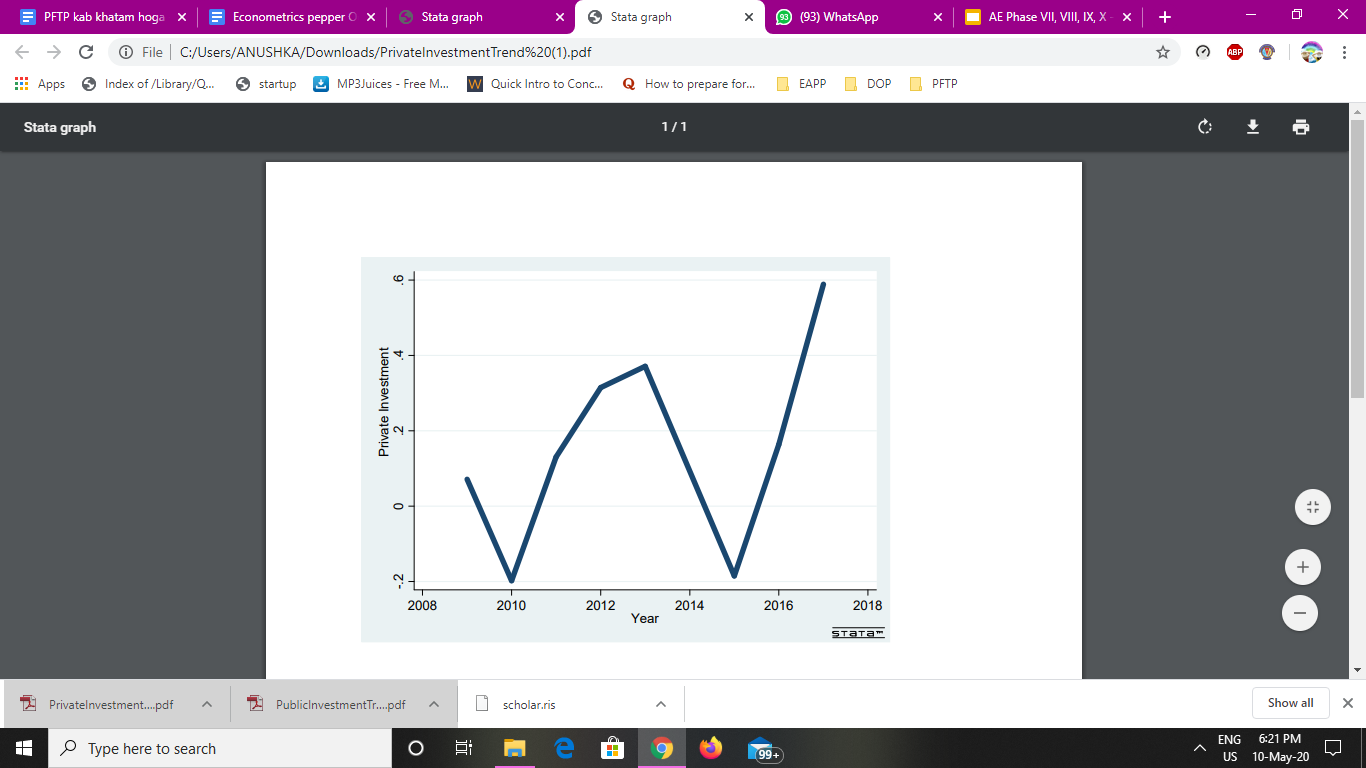 PFTP kab khatam hoga
Econometrics pepper O
Stata graph
Stata graph
(93) WhatsApp
AE Phase VII, VIII, IX, X -
File
C:/Users/ANUSHKA/Downloads/PrivateInvestmentTrend%20(1).pdf
ABP
Apps
Index of /Library/Q...
startup
MP3Juices - Free M...
Quick Intro to Conc...
How to prepare for...
EAPP
DOP
PFTP
Stata graph
1 / 1
Private Investment
.6
.4
.2
0
-.2
2008 2010 2012 2014 2016 2018
Year
STATA™
PrivateInvestment....pdf
PublicInvestmentTr....pdf
scholar.ris
Show all
Type here to search
99+
ENG
US
6:21 PM
10-May-20